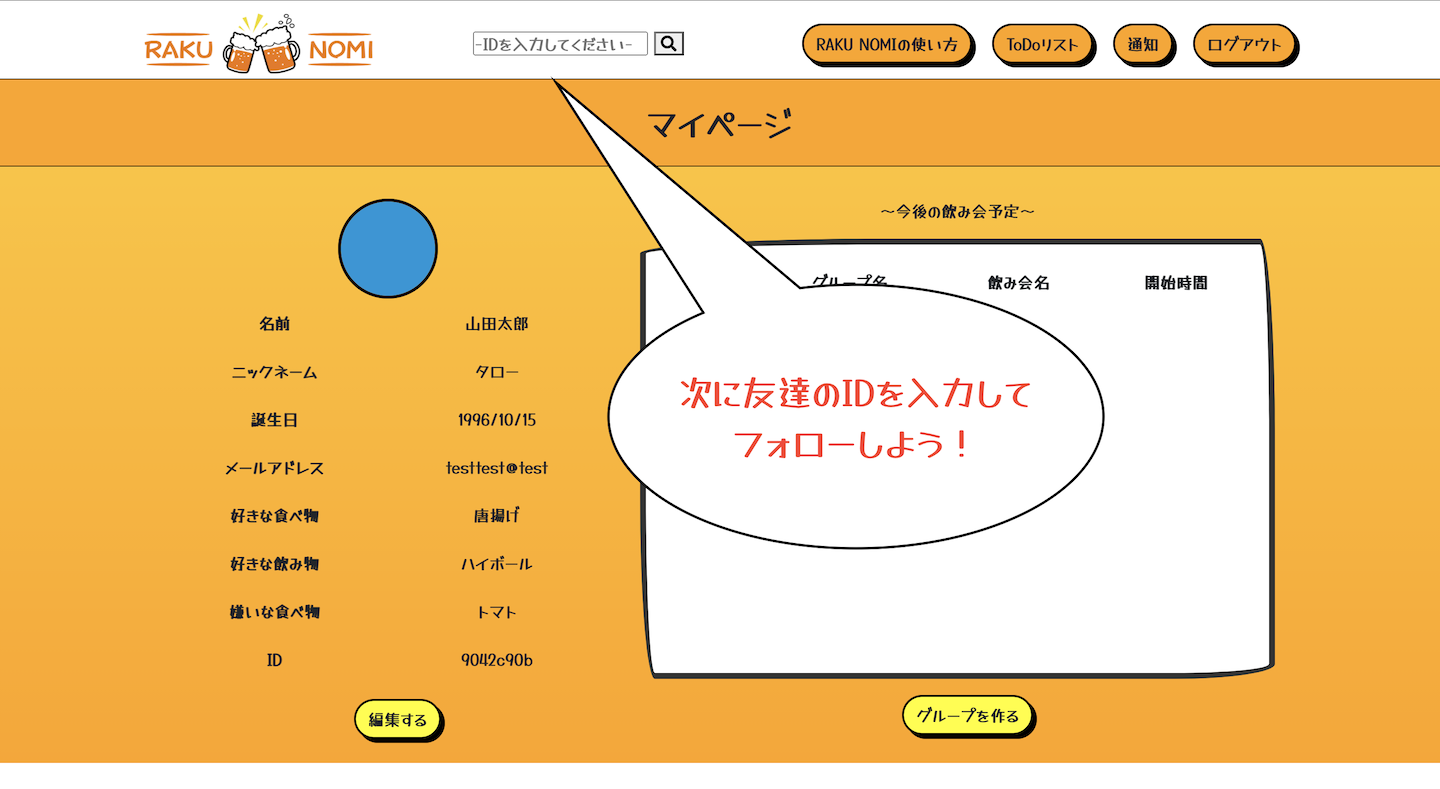 RAKU NOMI
-IDを入力してください-
RAKU NOMIの使い方
ToDoリスト
通知
ログアウト
マイページ
名前 山田太郎
ニックネーム タロー
誕生日 1996/10/15
メールアドレス testtest@test
好きな食べ物 唐揚げ
好きな飲み物 ハイボール
嫌いな食べ物 トマト
ID 9042c90b
編集する
～今後の飲み会予定～
グループ名 飲み会名 開始時間
次に友達のIDを入力して
フォローしよう！
グループを作る